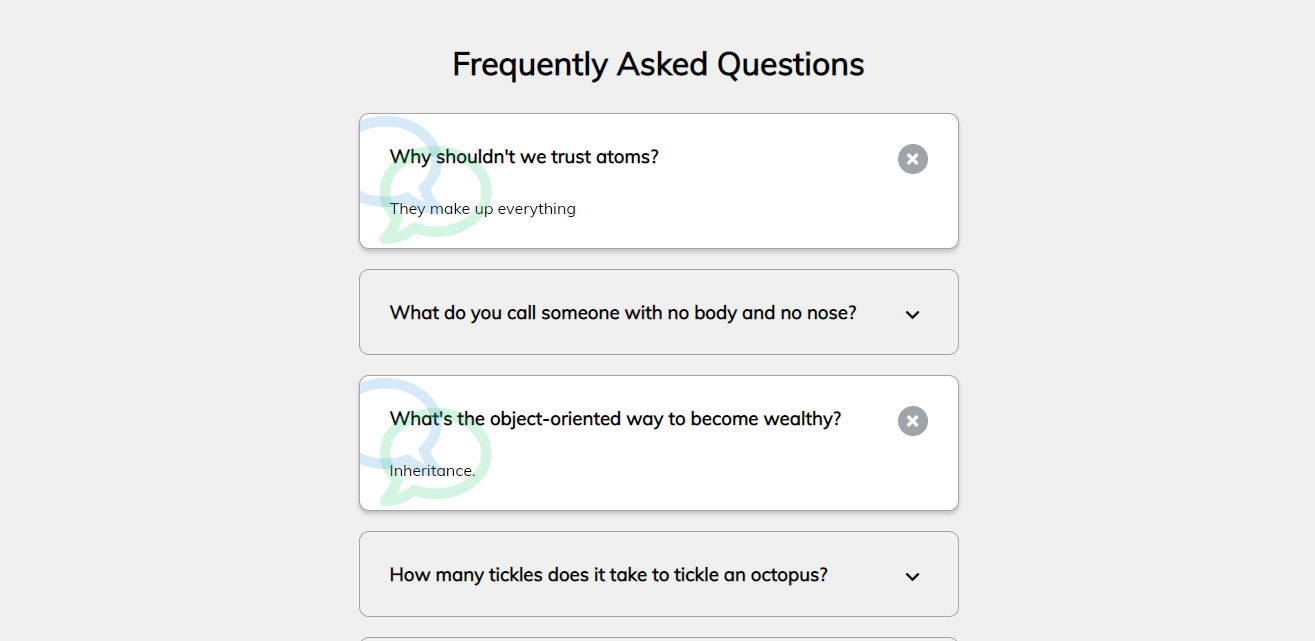 Frequently Asked Questions
Why shouldn't we trust atoms?
They make up everything
What do you call someone with no body and no nose?
What's the object-oriented way to become wealthy?
Inheritance.
How many tickles does it take to tickle an octopus?